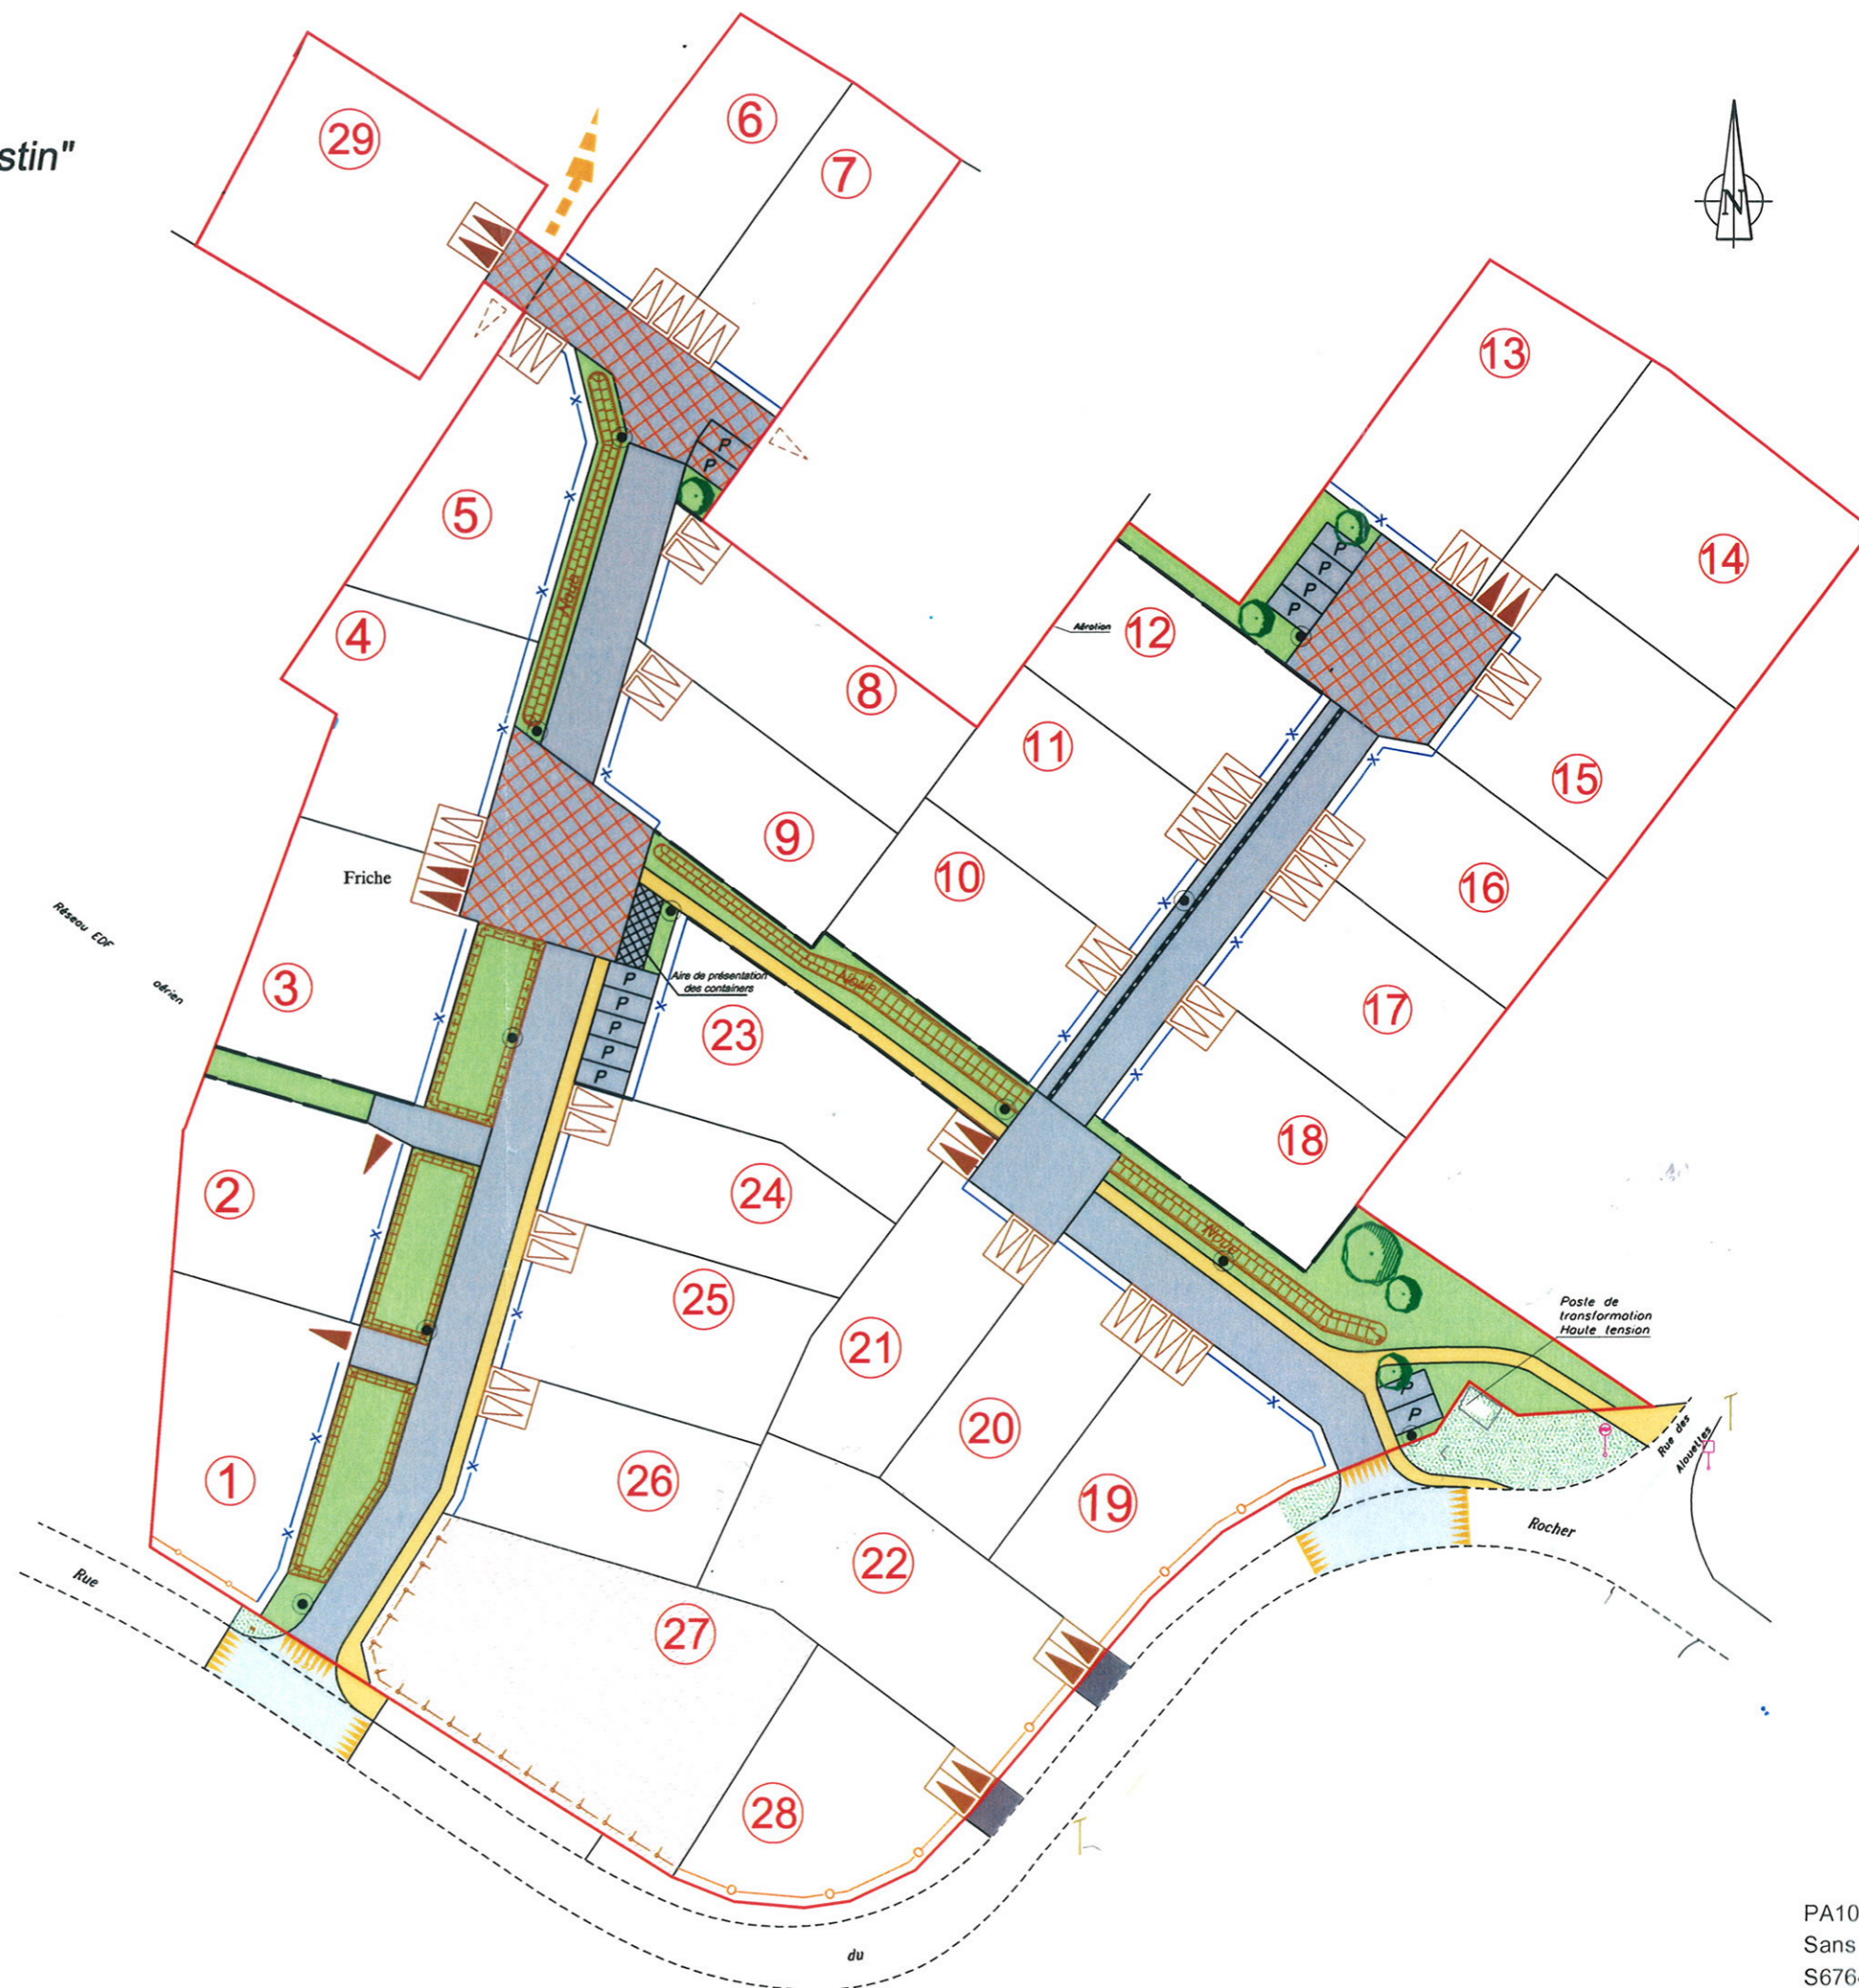 stin"
29
6
7
N
13
14
5
P
P
P
P
P
P
Noue
4
Aérotion
12
8
11
15
9
10
16
Friche
Réseau EDF
aérien
3
Aire de présentation
des containers
P
P
P
P
P
23
Noue
17
18
2
24
Noue
25
21
Poste de
transformation
Haute tension
P
P
20
Rue des
Alouettes
1
26
19
Rocher
22
Rue
27
28
du
PA10
Sans
S676